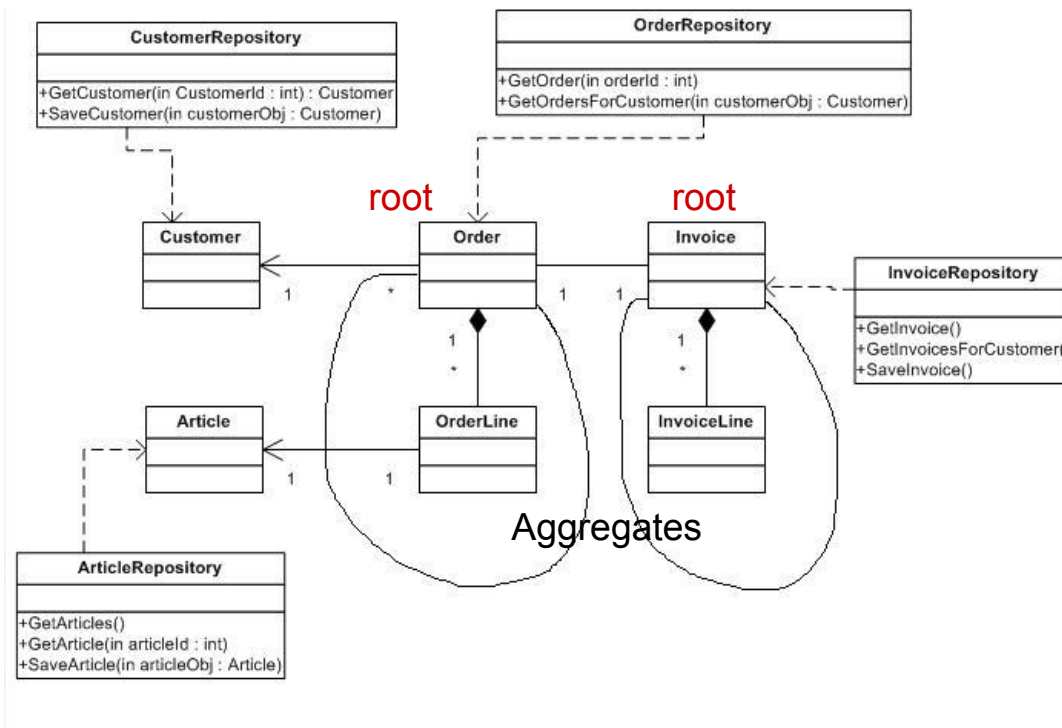 CustomerRepository
+GetCustomer(in CustomerId : int) : Customer
+SaveCustomer(in customerObj : Customer)
OrderRepository
+GetOrder(in orderId : int)
+GetOrdersForCustomer(in customerObj : Customer)
root
root
Customer
Order
Invoice
1
*
1
1
InvoiceRepository
+GetInvoice()
+GetInvoicesForCustomer(
+SaveInvoice()
1
*
1
*
Article
OrderLine
InvoiceLine
1
1
Aggregates
ArticleRepository
+GetArticles()
+GetArticle(in articleId : int)
+SaveArticle(in articleObj : Article)